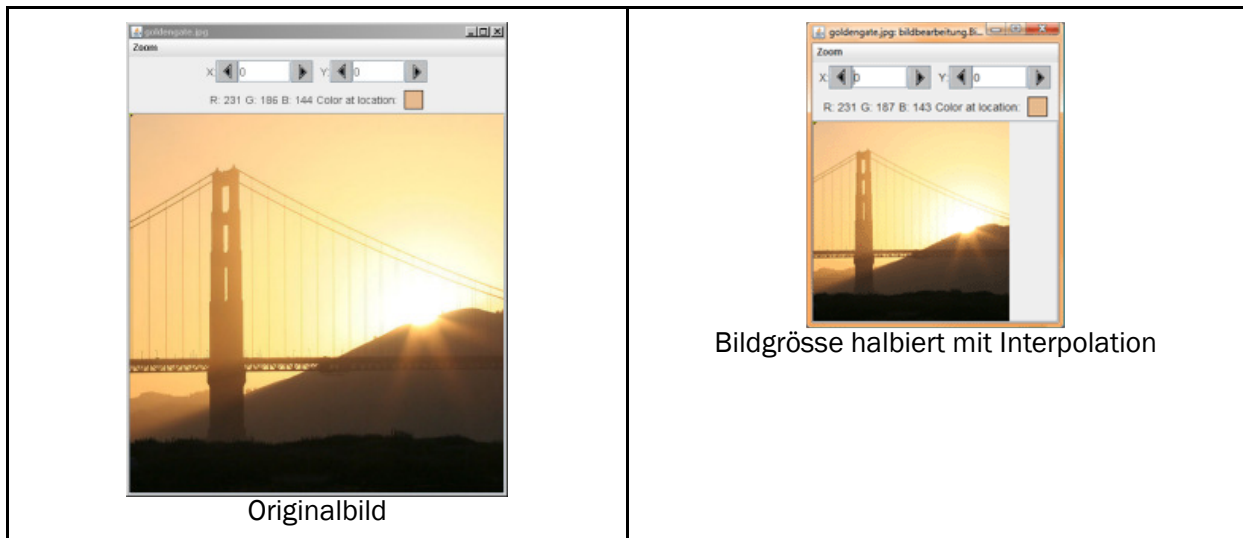 goldengate.jpg
Zoom
X: 0 Y: 0
R: 231 G: 186 B: 144 Color at location:
Originalbild
goldengate.jpg: bildbearbeitung.Bi...
Zoom
X: 0 Y: 0
R: 231 G: 187 B: 143 Color at location:
Bildgrösse halbiert mit Interpolation